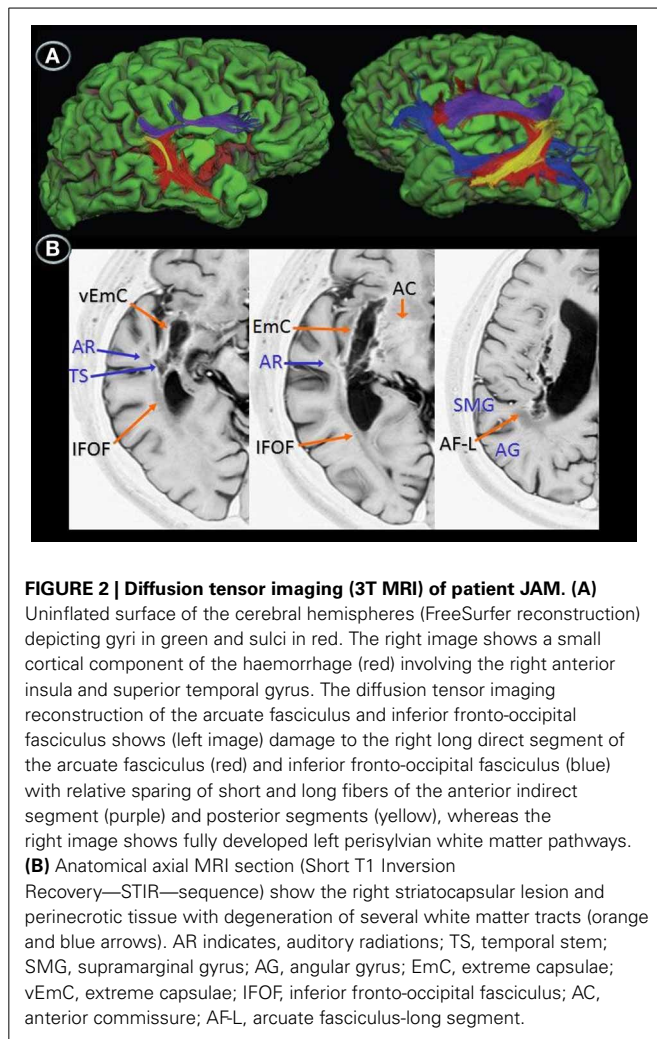 A
B
vEmC
AR
TS
IFOF
EmC
AC
AR
IFOF
SMG
AF-L
AG
FIGURE 2 | Diffusion tensor imaging (3T MRI) of patient JAM. (A)
Uninflated surface of the cerebral hemispheres (FreeSurfer reconstruction)
depicting gyri in green and sulci in red. The right image shows a small
cortical component of the haemorrhage (red) involving the right anterior
insula and superior temporal gyrus. The diffusion tensor imaging
reconstruction of the arcuate fasciculus and inferior fronto-occipital
fasciculus shows (left image) damage to the right long direct segment of
the arcuate fasciculus (red) and inferior fronto-occipital fasciculus (blue)
with relative sparing of short and long fibers of the anterior indirect
segment (purple) and posterior segments (yellow), whereas the
right image shows fully developed left perisylvian white matter pathways.
(B) Anatomical axial MRI section (Short T1 Inversion
Recovery—STIR—sequence) show the right striatocapsular lesion and
perinecrotic tissue with degeneration of several white matter tracts (orange
and blue arrows). AR indicates, auditory radiations; TS, temporal stem;
SMG, supramarginal gyrus; AG, angular gyrus; EmC, extreme capsulae;
vEmC, extreme capsulae; IFOF, inferior fronto-occipital fasciculus; AC,
anterior commissure; AF-L, arcuate fasciculus-long segment.